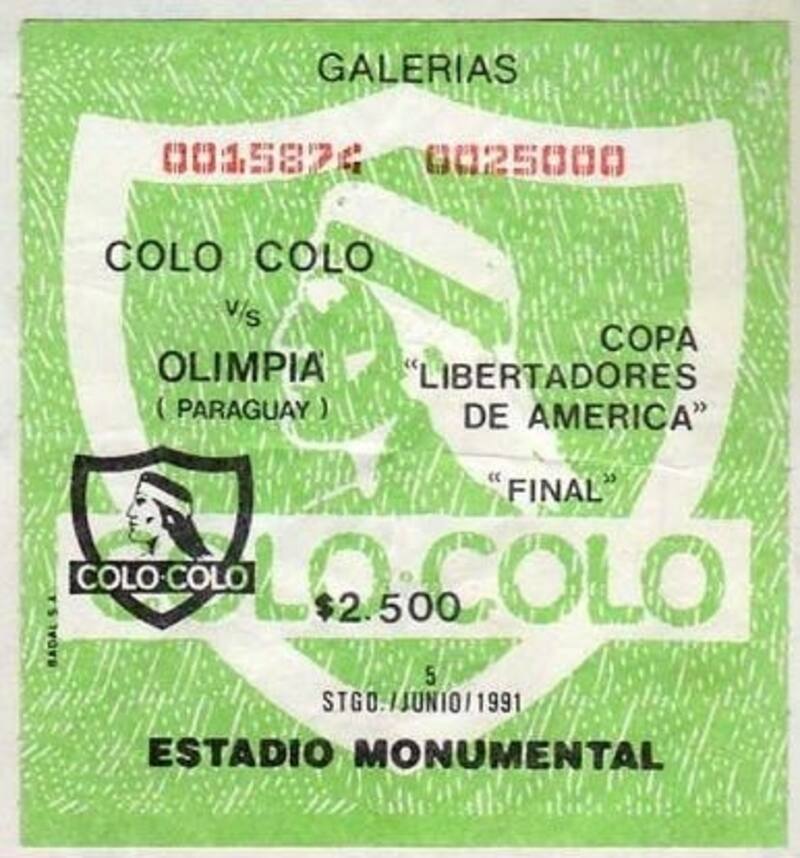 GALERIAS
0015874 0025000
COLO COLO
V/S
OLIMPIA
( PARAGUAY )
COPA
“LIBERTADORES
DE AMERICA”
“FINAL”
COLO·COLO
COLO·COLO
$2.500
BADAL S.A.
5
STGO./JUNIO/1991
ESTADIO MONUMENTAL